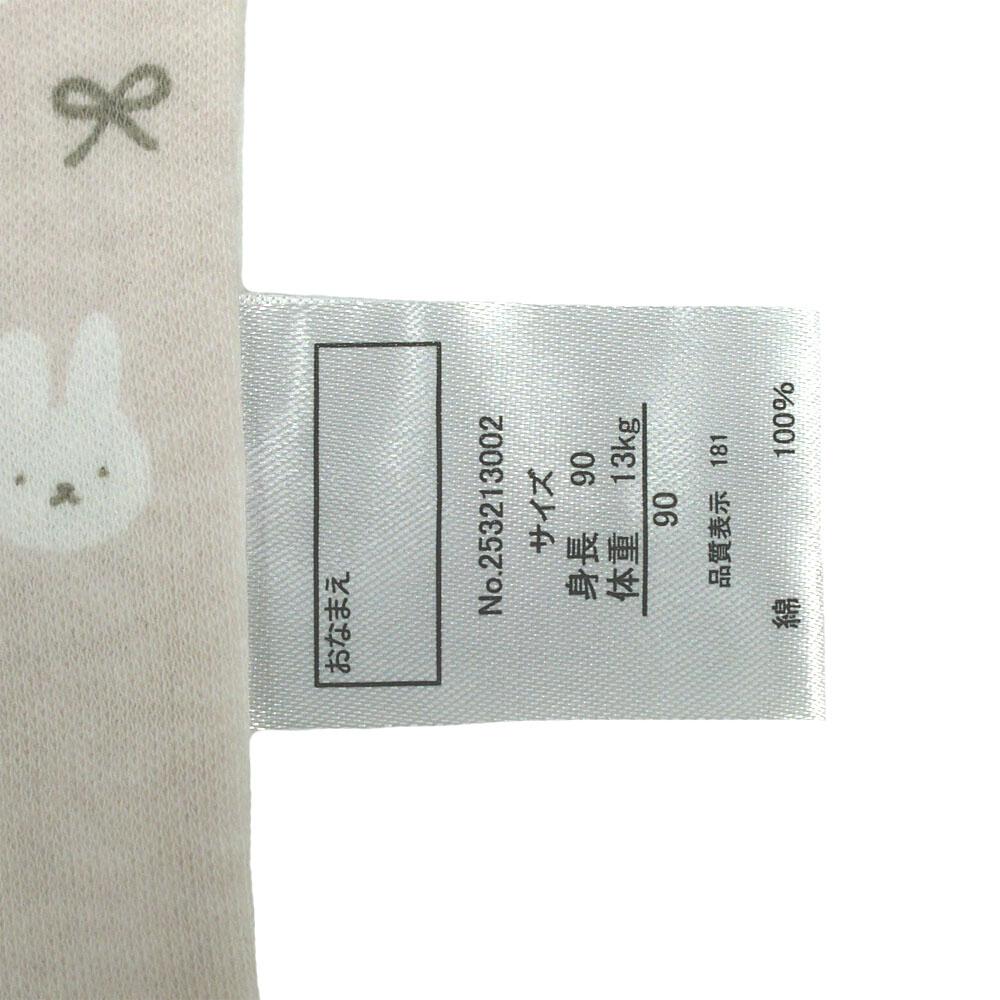 おなまえ
No.253213002
サイズ
身長 90
体重 13kg
90
品質表示 181
綿 100%